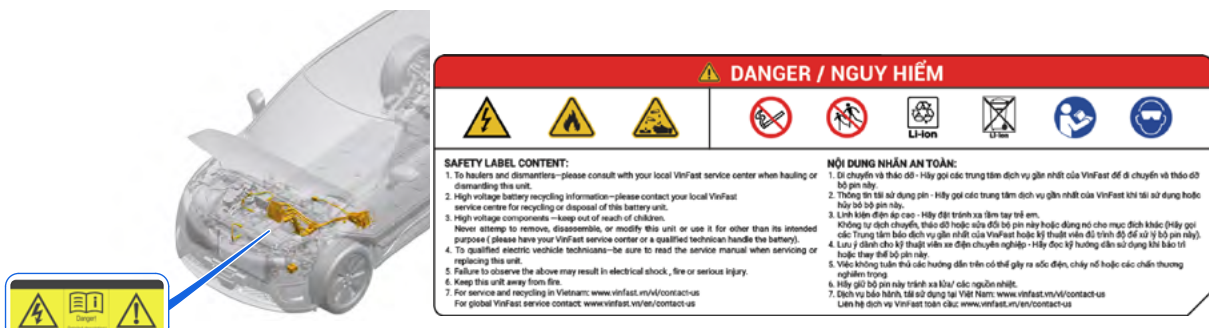 DANGER / NGUY HIỂM
Li-ion
Li-ion
SAFETY LABEL CONTENT:
1. To haulers and dismantlers—please consult with your local VinFast service center when hauling or
dismantling this unit.
2. High voltage battery recycling information—please contact your local VinFast
service centre for recycling or disposal of this battery unit.
3. High voltage components —keep out of reach of children.
Never attemp to remove, disassemble, or modify this unit or use it for other than its intended
purpose ( please have your VinFast service conter or a qualified technican handle the battery).
4. To qualified electric vechicle technicans—be sure to read the service manual when servicing or
replacing this unit.
5. Failure to observe the above may result in electrical shock , fire or serious injury.
6. Keep this unit away from fire.
7. For service and recycling in Vietnam: www.vinfast.vn/vi/contact-us
For global VinFast service contact: www.vinfast.vn/en/contact-us
NỘI DUNG NHÃN AN TOÀN:
1. Di chuyển và tháo dỡ - Hãy gọi các trung tâm dịch vụ gần nhất của VinFast để di chuyển và tháo dỡ
bộ pin này.
2. Thông tin tái sử dụng pin - Hãy gọi các trung tâm dịch vụ gần nhất của VinFast khi tái sử dụng hoặc
hủy bỏ bộ pin này.
3. Linh kiện điện áp cao - Hãy đặt tránh xa tầm tay trẻ em.
Không tự dịch chuyển, tháo dỡ hoặc sửa đổi bộ pin này hoặc dùng nó cho mục đích khác (Hãy gọi
các Trung tâm bảo dịch vụ gần nhất của VinFast hoặc kỹ thuật viên đủ trình độ để xử lý bộ pin này).
4. Lưu ý dành cho kỹ thuật viên xe điện chuyên nghiệp - Hãy đọc kỹ hướng dẫn sử dụng khi bảo trì
hoặc thay thế bộ pin này.
5. Việc không tuân thủ các hướng dẫn trên có thể gây ra sốc điện, cháy nổ hoặc các chấn thương
nghiêm trọng
6. Hãy giữ bộ pin này tránh xa lửa/ các nguồn nhiệt.
7. Dịch vụ bảo hành, tái sử dụng tại Việt Nam: www.vinfast.vn/vi/contact-us
Liên hệ dịch vụ VinFast toàn cầu: www.vinfast.vn/en/contact-us
Danger!